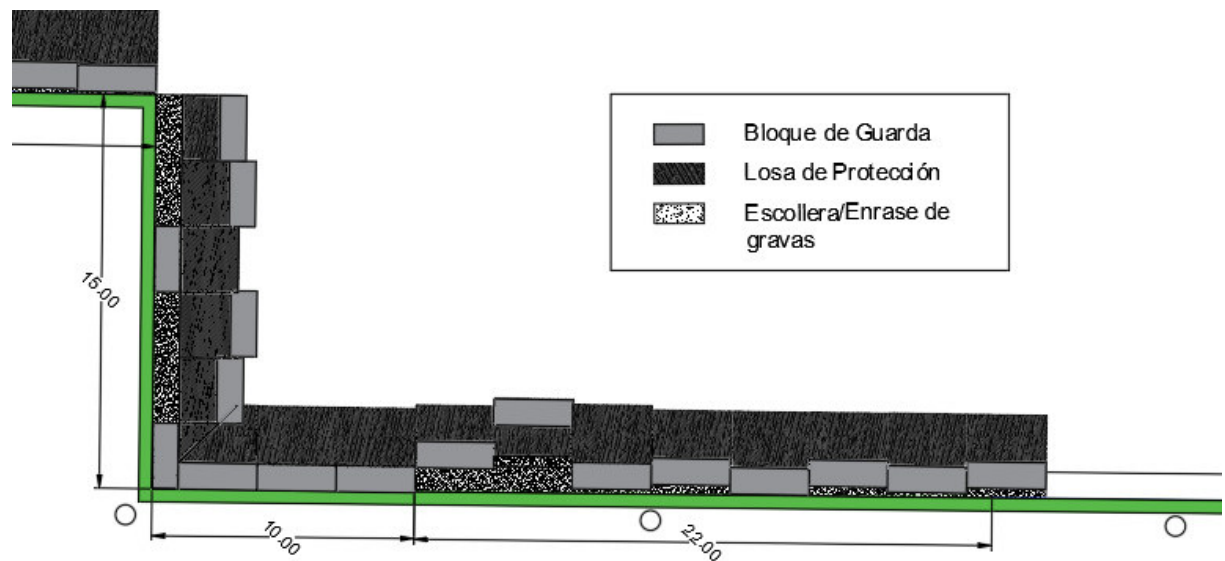 Bloque de Guarda
Losa de Protección
Escollera/Enrase de
gravas
15.00
10.00
22.00